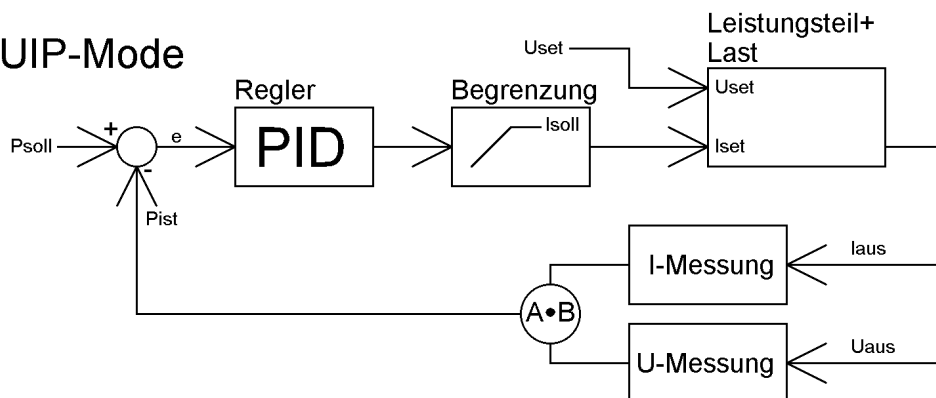 UIP-Mode
Uset
Leistungsteil+
Last
Regler
Begrenzung
Uset
Psoll
+
e
PID
Isoll
Iset
-
Pist
I-Messung
Iaus
A•B
U-Messung
Uaus